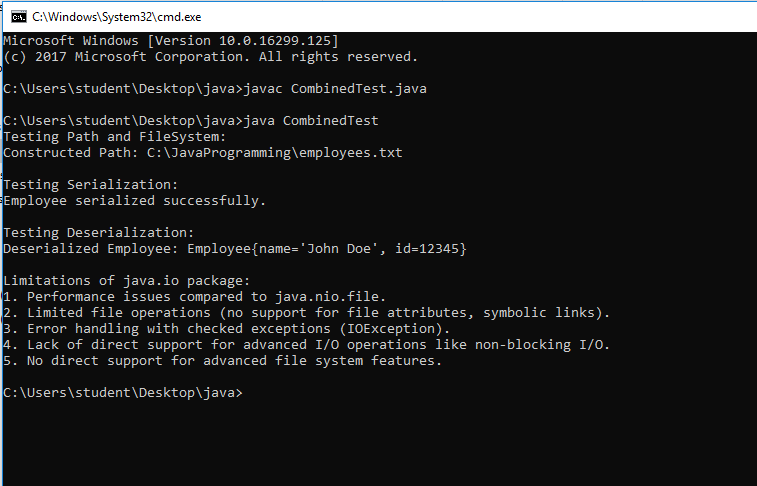 C:\Windows\System32\cmd.exe
Microsoft Windows [Version 10.0.16299.125]
(c) 2017 Microsoft Corporation. All rights reserved.
C:\Users\student\Desktop\java>javac CombinedTest.java
C:\Users\student\Desktop\java>java CombinedTest
Testing Path and FileSystem:
Constructed Path: C:\JavaProgramming\employees.txt
Testing Serialization:
Employee serialized successfully.
Testing Deserialization:
Deserialized Employee: Employee{name='John Doe', id=12345}
Limitations of java.io package:
1. Performance issues compared to java.nio.file.
2. Limited file operations (no support for file attributes, symbolic links).
3. Error handling with checked exceptions (IOException).
4. Lack of direct support for advanced I/O operations like non-blocking I/O.
5. No direct support for advanced file system features.
C:\Users\student\Desktop\java>